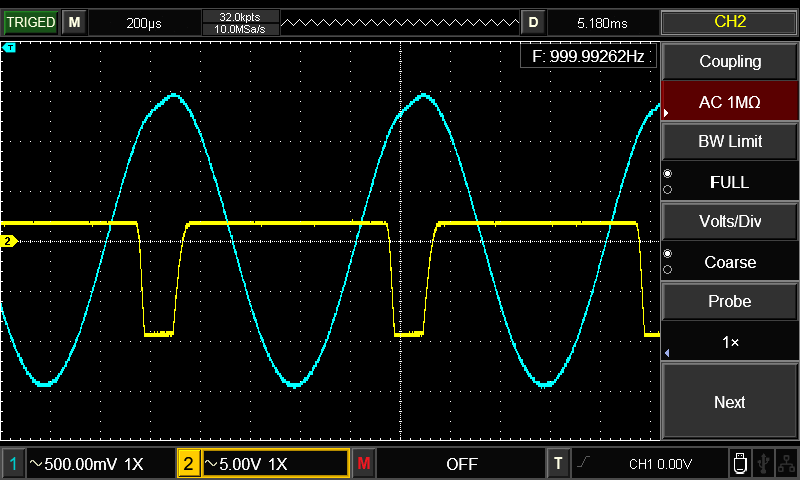 TRIGED M 200µs 32.0kpts D 5.180ms CH2
10.0MSa/s
T
F: 999.99262Hz
Coupling
AC 1MΩ
BW Limit
FULL
Volts/Div
2
Coarse
Probe
1×
Next
1 ~500.00mV 1X 2 ~5.00V 1X M OFF T CH1 0.00V